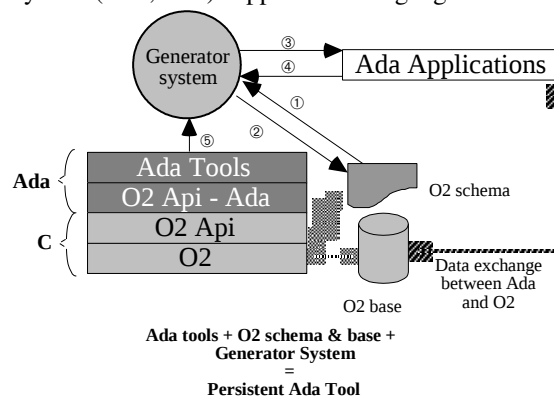 ③
Generator
system
④
Ada Applications
①
②
⑤
Ada Tools
Ada
O2 Api - Ada
O2 schema
O2 Api
C
O2
Data exchange
between Ada
and O2
O2 base
Ada tools + O2 schema & base +
Generator System
=
Persistent Ada Tool